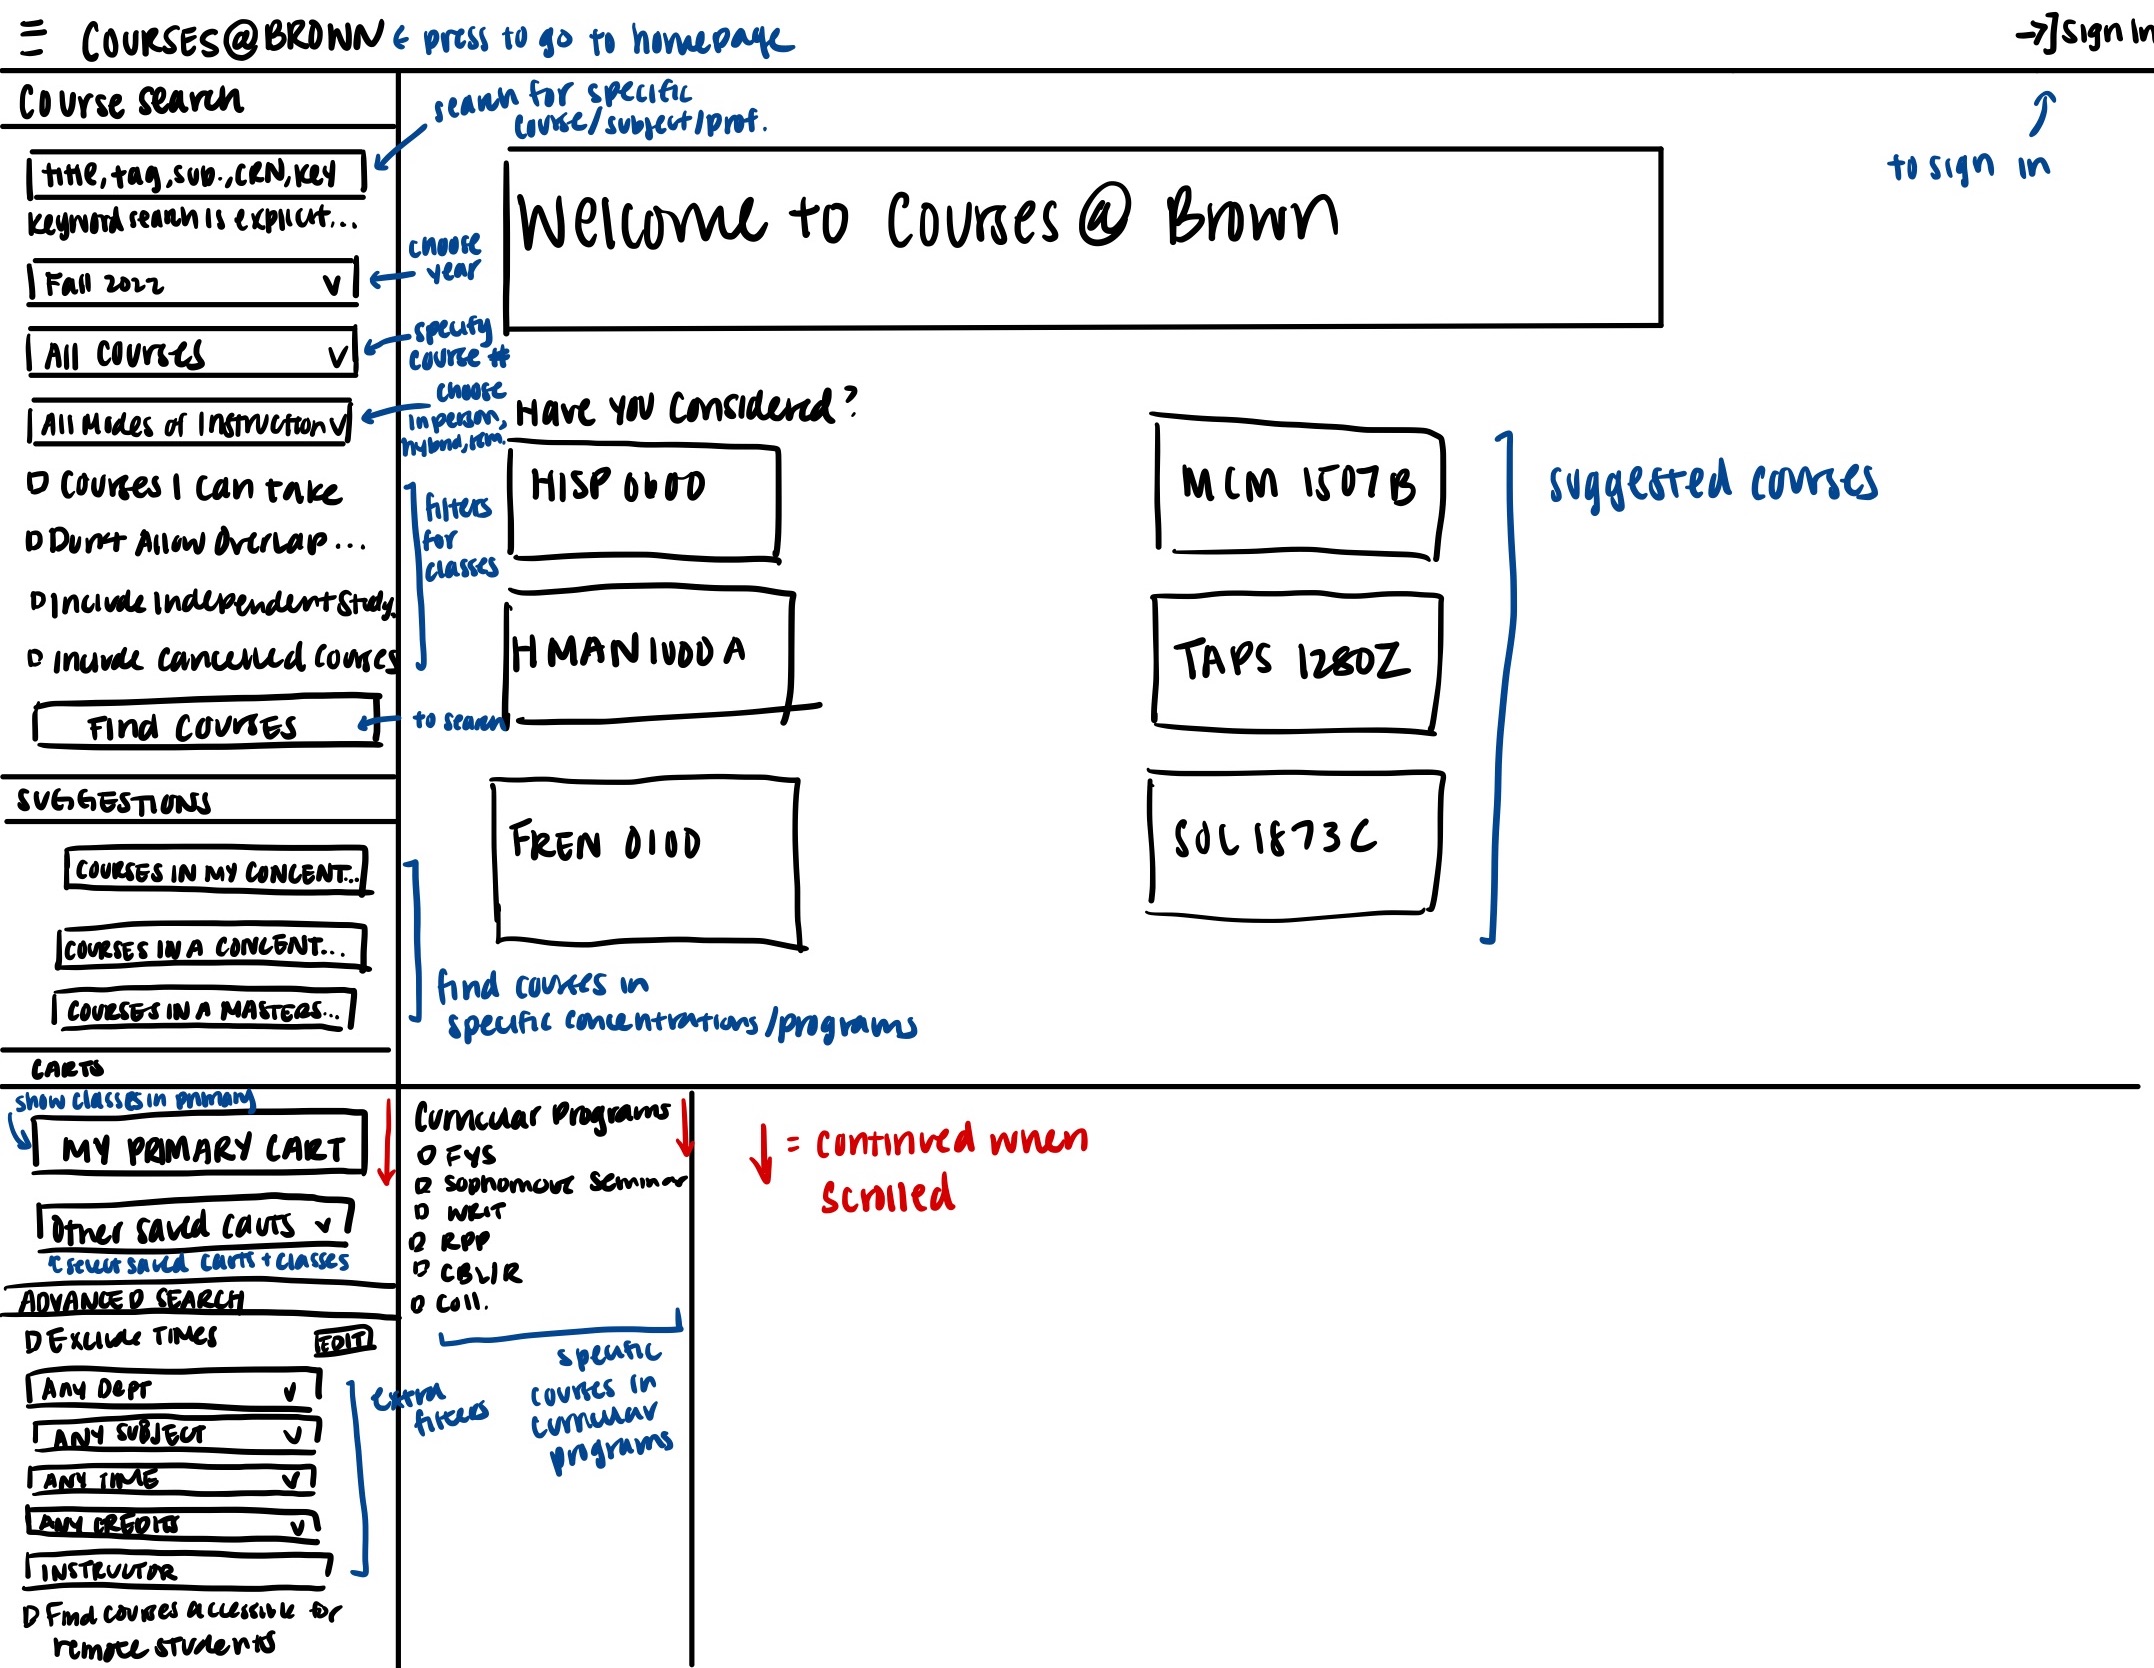 COURSES@BROWN ← press to go to homepage
→] sign in
Course search
search for specific
course/subject/prof.
to sign in
title, tag, sub., CRN, key
keyword search is explicit...
Welcome to Courses@Brown
choose
year
Fall 2022 v
specify
course #
All courses v
choose
in person,
hybrid, rem.
All Modes of Instruction v
Have you considered?
HISP 0600
MCM 1507B
suggested courses
□ Courses I can take
□ Don't Allow Overlap...
□ Include Independent Study
□ Include Cancelled Courses
filters
for
classes
HMAN 1000 A
TAPS 1280Z
Find Courses
to search
SUGGESTIONS
FREN 0100
SOC 1873C
COURSES IN MY CONCENT...
COURSES IN A CONCENT...
COURSES IN A MASTERS...
find courses in
specific concentrations/programs
CARTS
show classes in primary
MY PRIMARY CART
Other saved carts v
select saved carts + classes
Curricular Programs
□ FYS
□ Sophomore Seminar
□ WRIT
□ RPP
□ CBLR
□ Coll.
↓ = continued when
scrolled
specific
courses in
curricular
programs
ADVANCED SEARCH
□ Exclude Times EDIT
Any Dept v
ANY SUBJECT v
ANY TIME v
ANY CREDITS v
INSTRUCTOR
extra
filters
□ Find courses accessible for
remote students